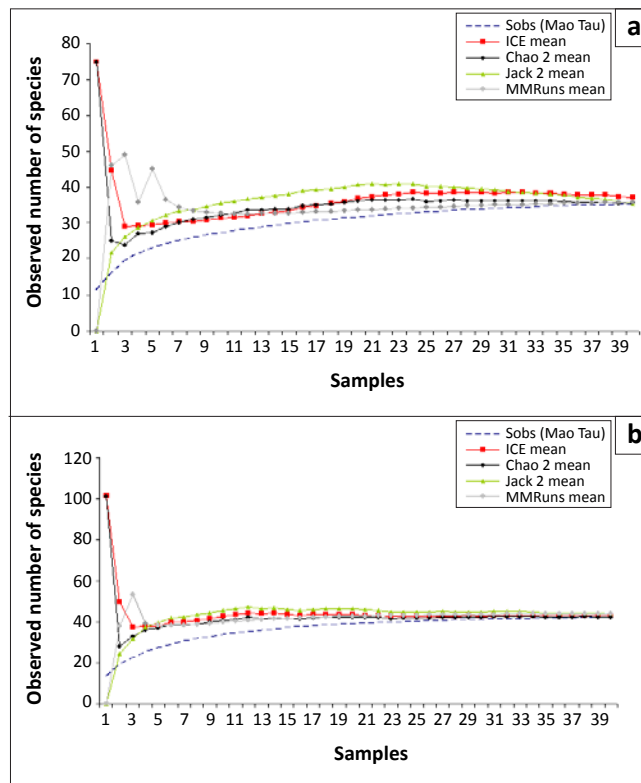 a
Sobs (Mao Tau)
ICE mean
Chao 2 mean
Jack 2 mean
MMRuns mean
Observed number of species
80
70
60
50
40
30
20
10
0
1 3 5 7 9 11 13 15 17 19 21 23 25 27 29 31 33 35 37 39
Samples
b
Sobs (Mao Tau)
ICE mean
Chao 2 mean
Jack 2 mean
MMRuns mean
Observed number of species
120
100
80
60
40
20
0
1 3 5 7 9 11 13 15 17 19 21 23 25 27 29 31 33 35 37 39
Samples